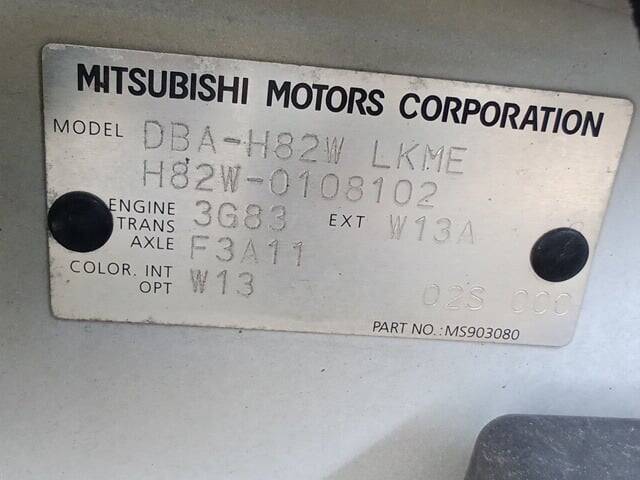 MITSUBISHI MOTORS CORPORATION
MODEL DBA-H82W LKME
H82W-0108102
ENGINE 3G83 EXT W13A
TRANS
AXLE F3A11
COLOR. INT W13
OPT 02S 000
PART NO.:MS903080